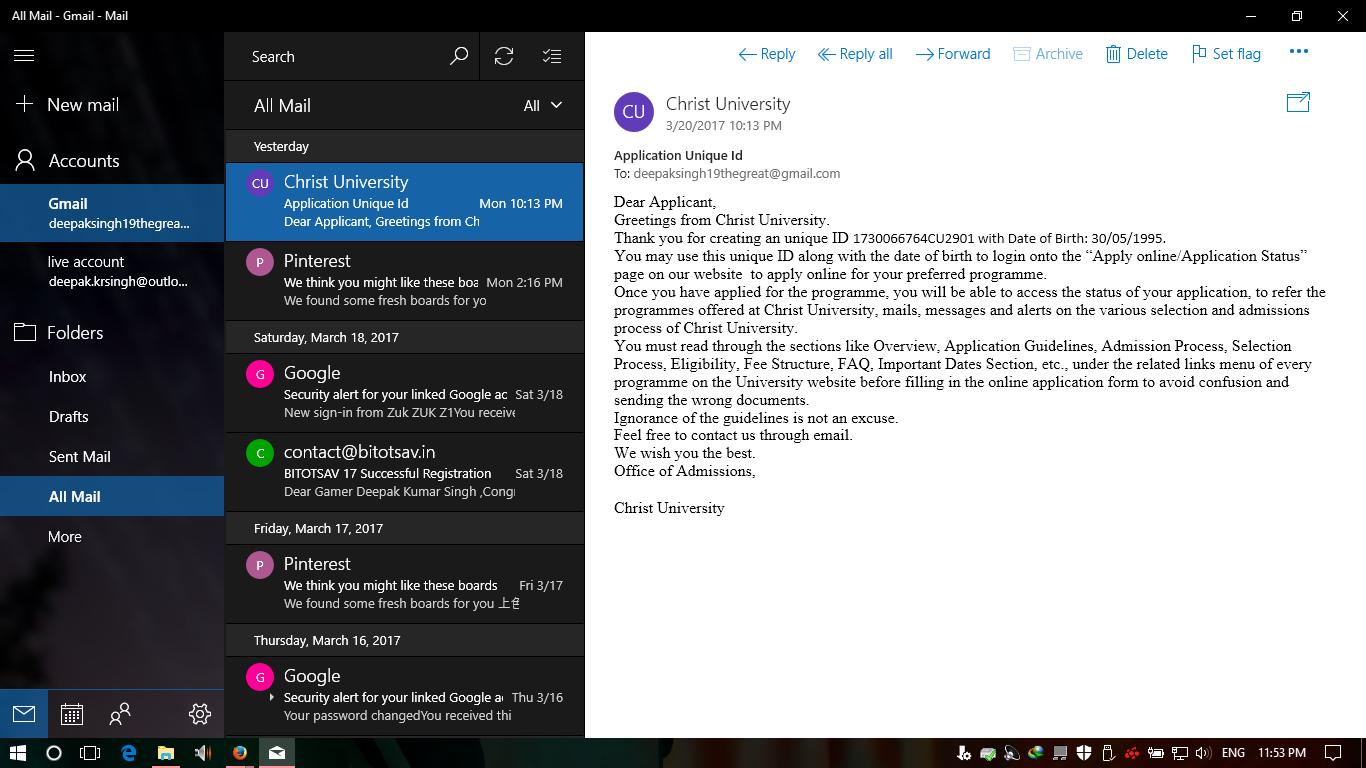 All Mail - Gmail - Mail
New mail
Accounts
Gmail
deepaksingh19thegrea...
live account
deepak.krsingh@outlo...
Folders
Inbox
Drafts
Sent Mail
All Mail
More
Search
All Mail
All
Yesterday
CU
Christ University
Application Unique Id Mon 10:13 PM
Dear Applicant, Greetings from Ch
P
Pinterest
We think you might like these boa Mon 2:16 PM
We found some fresh boards for yo
Saturday, March 18, 2017
G
Google
Security alert for your linked Google ac Sat 3/18
New sign-in from Zuk ZUK Z1You receive
C
contact@bitotsav.in
BITOTSAV 17 Successful Registration Sat 3/18
Dear Gamer Deepak Kumar Singh ,Congr
Friday, March 17, 2017
P
Pinterest
We think you might like these boards Fri 3/17
We found some fresh boards for you 上色
Thursday, March 16, 2017
G
Google
Security alert for your linked Google ac Thu 3/16
Your password changedYou received thi
Reply Reply all Forward Archive Delete Set flag
CU
Christ University
3/20/2017 10:13 PM
Application Unique Id
To: deepaksingh19thegreat@gmail.com
Dear Applicant,
Greetings from Christ University.
Thank you for creating an unique ID 1730066764CU2901 with Date of Birth: 30/05/1995.
You may use this unique ID along with the date of birth to login onto the “Apply online/Application Status”
page on our website to apply online for your preferred programme.
Once you have applied for the programme, you will be able to access the status of your application, to refer the
programmes offered at Christ University, mails, messages and alerts on the various selection and admissions
process of Christ University.
You must read through the sections like Overview, Application Guidelines, Admission Process, Selection
Process, Eligibility, Fee Structure, FAQ, Important Dates Section, etc., under the related links menu of every
programme on the University website before filling in the online application form to avoid confusion and
sending the wrong documents.
Ignorance of the guidelines is not an excuse.
Feel free to contact us through email.
We wish you the best.
Office of Admissions,
Christ University
ENG 11:53 PM